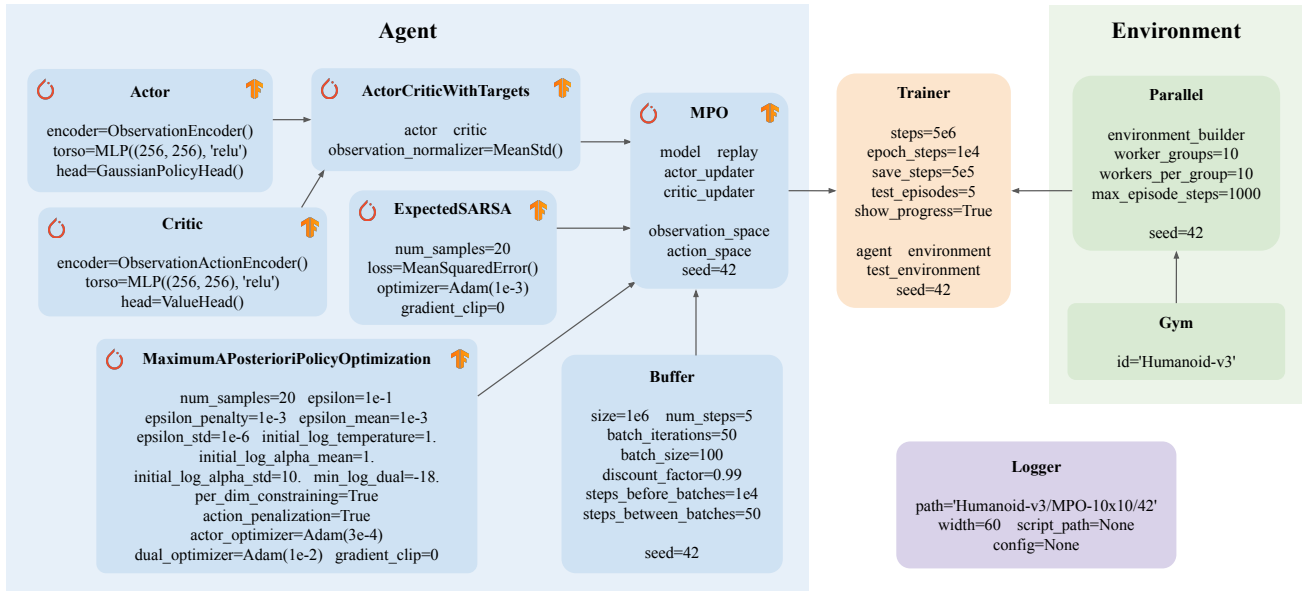 Agent
Actor
encoder=ObservationEncoder()
torso=MLP((256, 256), 'relu')
head=GaussianPolicyHead()
ActorCriticWithTargets
actor critic
observation_normalizer=MeanStd()
Critic
encoder=ObservationActionEncoder()
torso=MLP((256, 256), 'relu')
head=ValueHead()
ExpectedSARSA
num_samples=20
loss=MeanSquaredError()
optimizer=Adam(1e-3)
gradient_clip=0
MPO
model replay
actor_updater
critic_updater
observation_space
action_space
seed=42
MaximumAPosterioriPolicyOptimization
num_samples=20 epsilon=1e-1
epsilon_penalty=1e-3 epsilon_mean=1e-3
epsilon_std=1e-6 initial_log_temperature=1.
initial_log_alpha_mean=1.
initial_log_alpha_std=10. min_log_dual=-18.
per_dim_constraining=True
action_penalization=True
actor_optimizer=Adam(3e-4)
dual_optimizer=Adam(1e-2) gradient_clip=0
Buffer
size=1e6 num_steps=5
batch_iterations=50
batch_size=100
discount_factor=0.99
steps_before_batches=1e4
steps_between_batches=50
seed=42
Trainer
steps=5e6
epoch_steps=1e4
save_steps=5e5
test_episodes=5
show_progress=True
agent environment
test_environment
seed=42
Environment
Parallel
environment_builder
worker_groups=10
workers_per_group=10
max_episode_steps=1000
seed=42
Gym
id='Humanoid-v3'
Logger
path='Humanoid-v3/MPO-10x10/42'
width=60 script_path=None
config=None